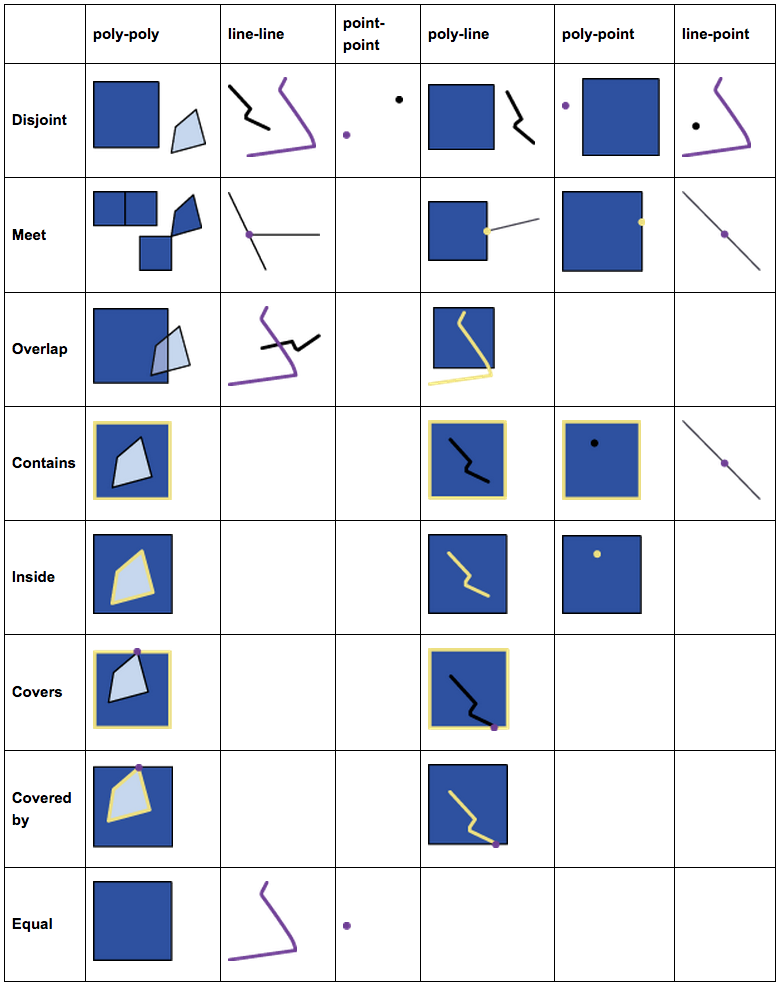 poly-poly
line-line
point-
point
poly-line
poly-point
line-point
Disjoint
Meet
Overlap
Contains
Inside
Covers
Covered
by
Equal